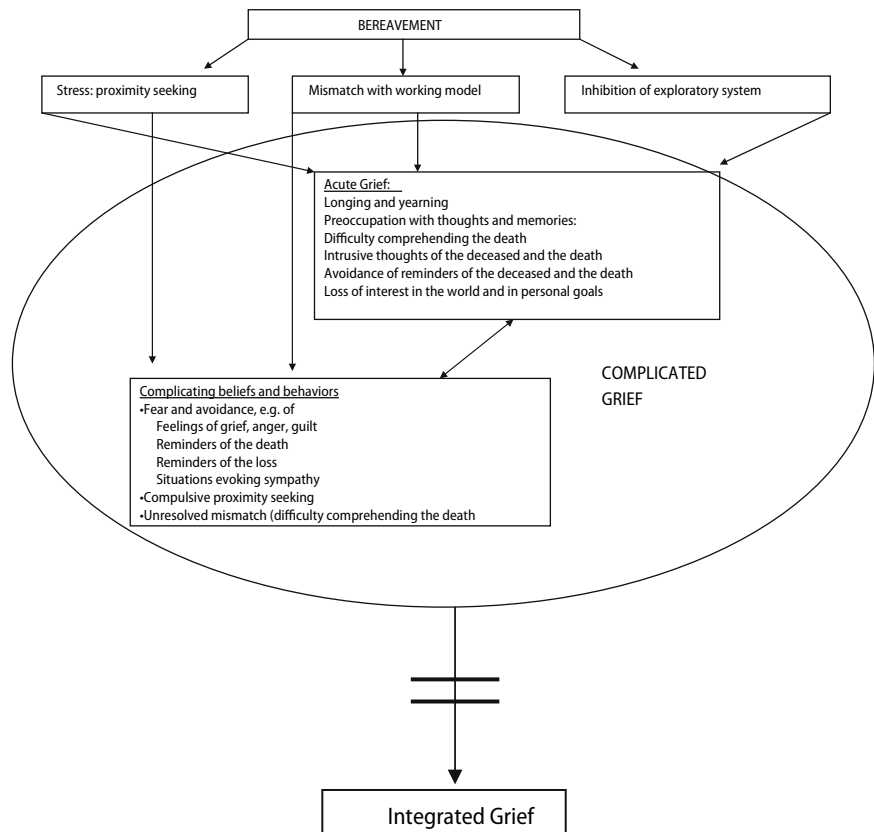 BEREAVEMENT
Stress: proximity seeking
Mismatch with working model
Inhibition of exploratory system
Acute Grief:
Longing and yearning
Preoccupation with thoughts and memories:
Difficulty comprehending the death
Intrusive thoughts of the deceased and the death
Avoidance of reminders of the deceased and the death
Loss of interest in the world and in personal goals
COMPLICATED
GRIEF
Complicating beliefs and behaviors
•Fear and avoidance, e.g. of
Feelings of grief, anger, guilt
Reminders of the death
Reminders of the loss
Situations evoking sympathy
•Compulsive proximity seeking
•Unresolved mismatch (difficulty comprehending the death
Integrated Grief